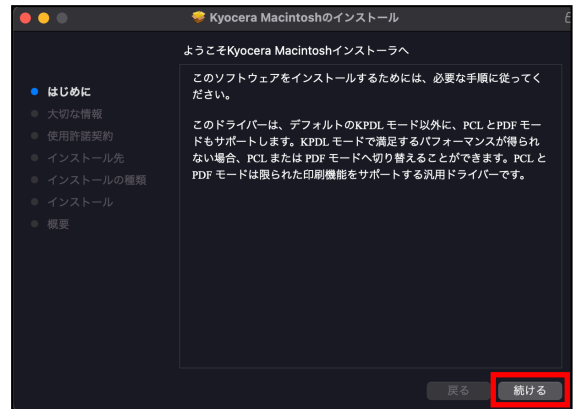 Kyocera Macintoshのインストール
ようこそKyocera Macintoshインストーラへ
はじめに
大切な情報
使用許諾契約
インストール先
インストールの種類
インストール
概要
このソフトウェアをインストールするためには、必要な手順に従ってく
ださい。
このドライバーは、デフォルトのKPDL モード以外に、PCL とPDF モー
ドもサポートします。KPDL モードで満足するパフォーマンスが得られ
ない場合、PCL または PDF モードへ切り替えることができます。PCL と
PDF モードは限られた印刷機能をサポートする汎用ドライバーです。
戻る
続ける